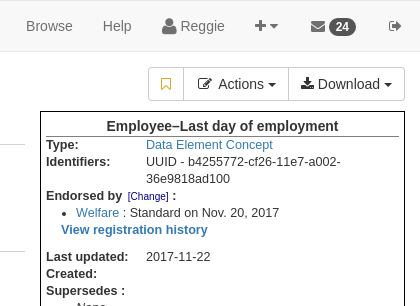 Browse Help Reggie 24
Actions Download
Employee–Last day of employment
Type: Data Element Concept
Identifiers: UUID - b4255772-cf26-11e7-a002-
36e9818ad100
Endorsed by [Change] :
• Welfare : Standard on Nov. 20, 2017
View registration history
Last updated: 2017-11-22
Created:
Supersedes :